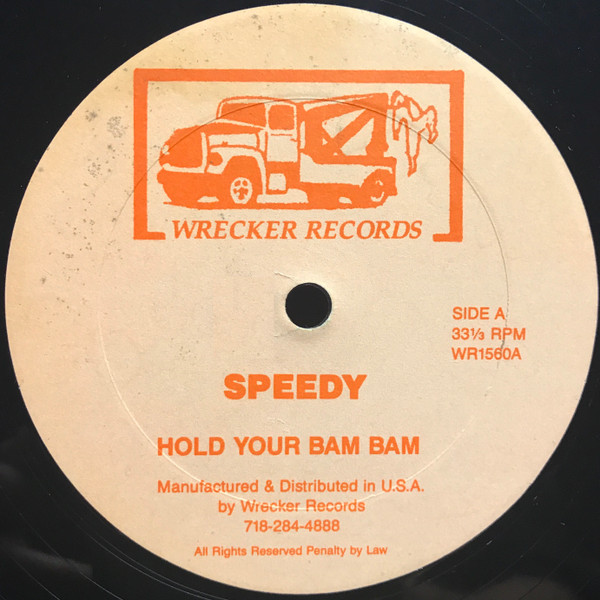 WRECKER RECORDS
SIDE A
33⅓ RPM
WR1560A
SPEEDY
HOLD YOUR BAM BAM
Manufactured & Distributed in U.S.A.
by Wrecker Records
718-284-4888
All Rights Reserved Penalty by Law